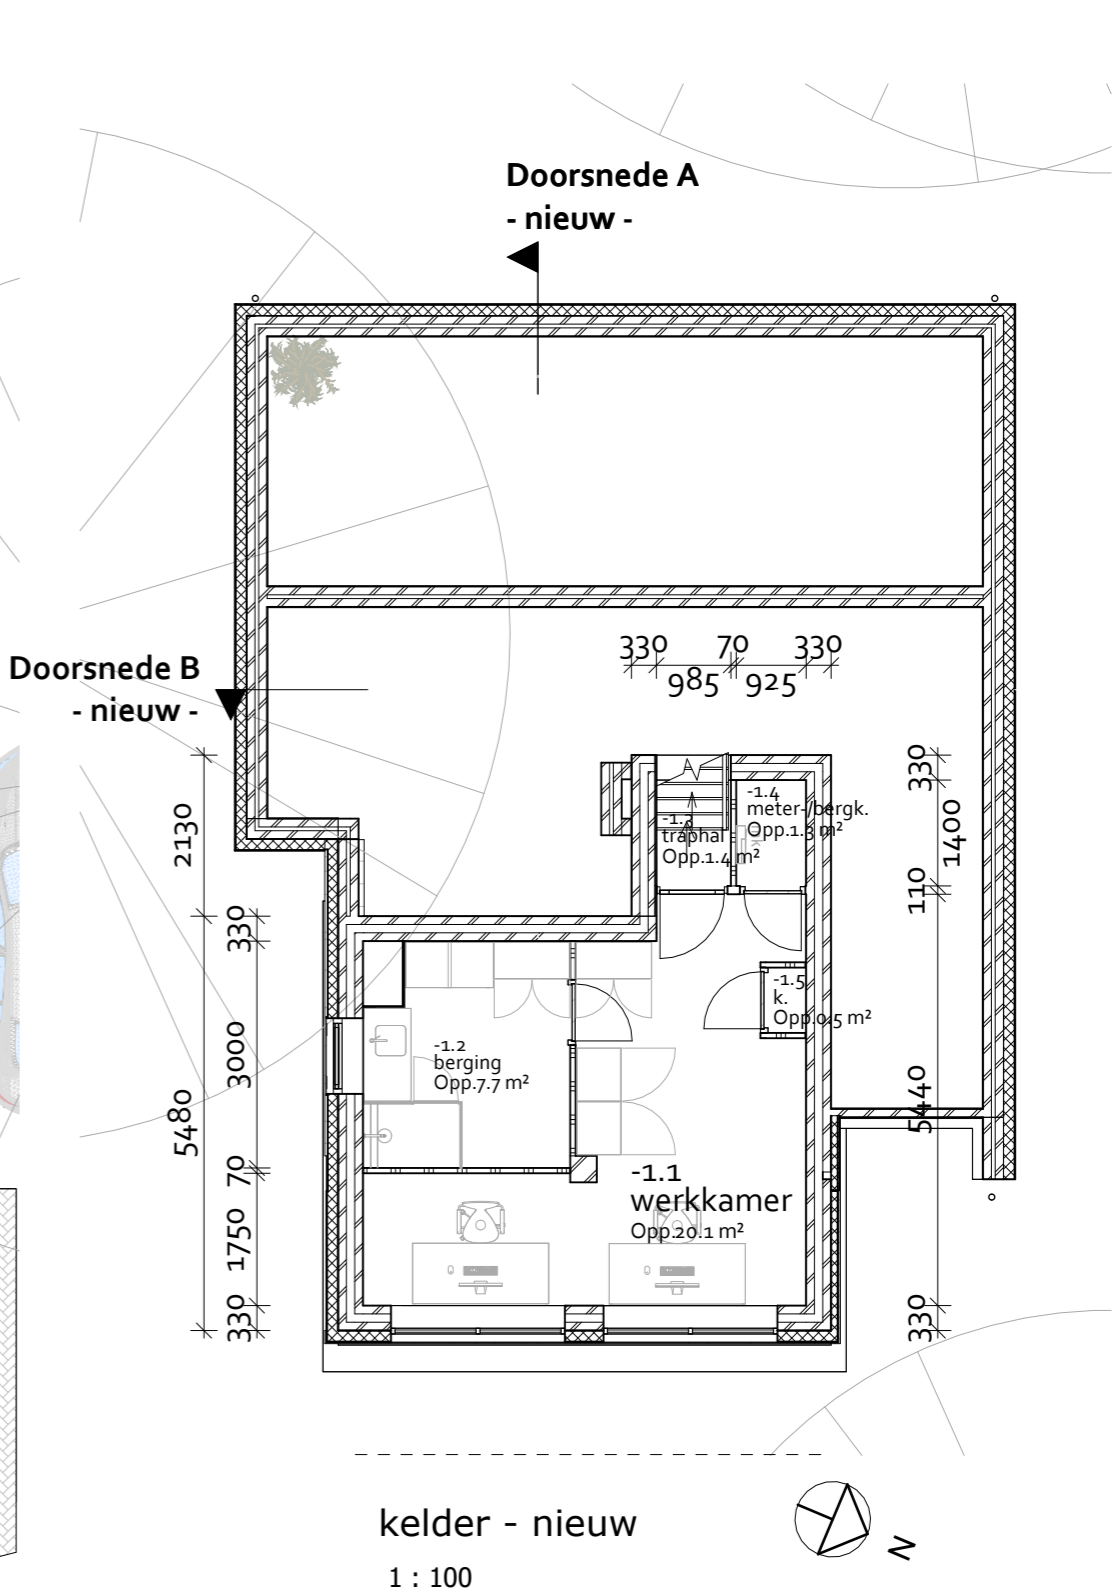 Doorsnede A
- nieuw -
Doorsnede B
- nieuw -
330 70 330
985 925
2130
5480
330
3000
70
1750
330
330
1400
110
5440
330
-1.4
meter-/bergk.
Opp.1.3 m²
-1.3
traphal
Opp.1.4 m²
-1.5
k.
Opp.0.5 m²
-1.2
berging
Opp.7.7 m²
-1.1
werkkamer
Opp.20.1 m²
kelder - nieuw
1 : 100
N